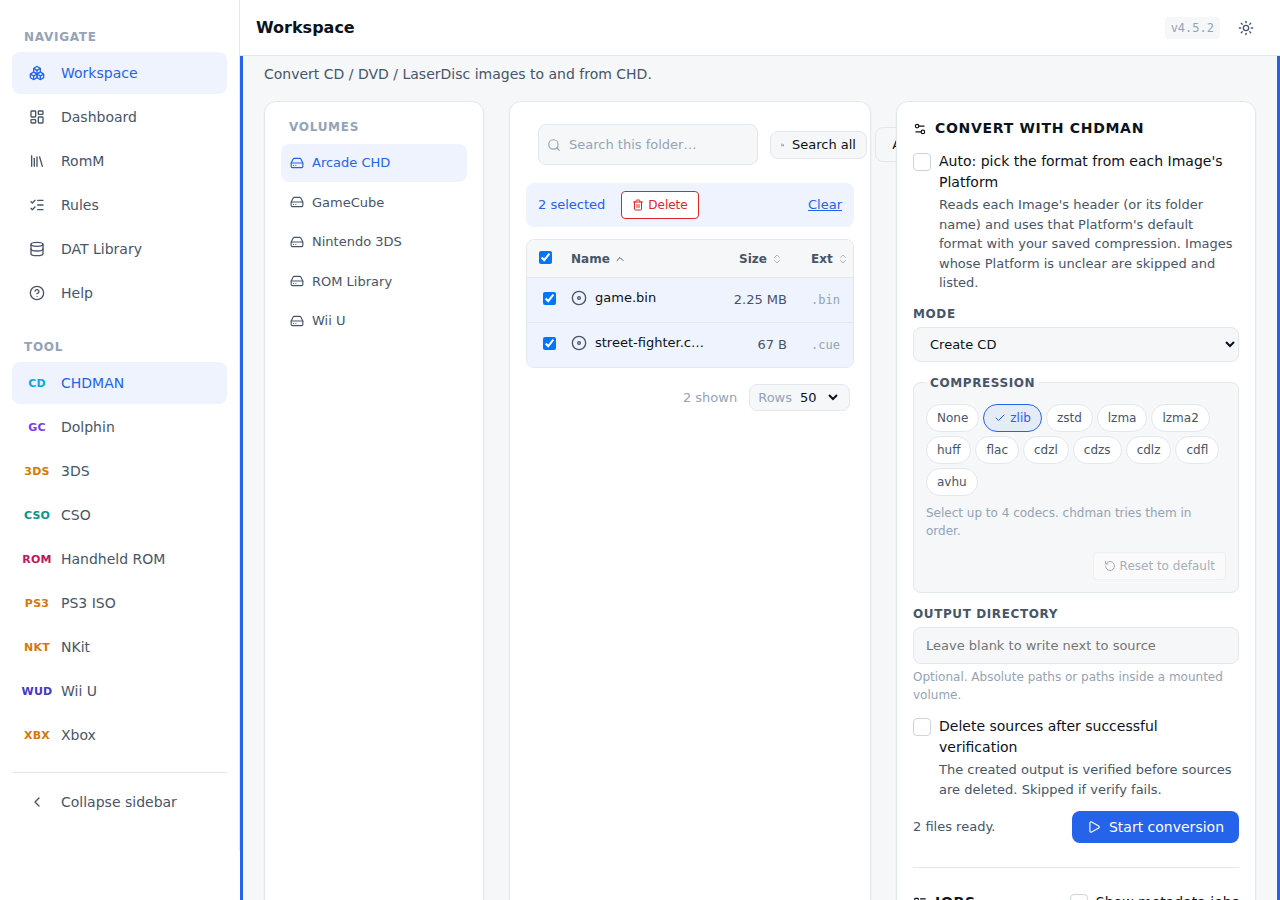 NAVIGATE
Workspace
Dashboard
RomM
Rules
DAT Library
Help
TOOL
CD CHDMAN
GC Dolphin
3DS 3DS
CSO CSO
ROM Handheld ROM
PS3 PS3 ISO
NKT NKit
WUD Wii U
XBX Xbox
Collapse sidebar
Workspace
v4.5.2
Convert CD / DVD / LaserDisc images to and from CHD.
VOLUMES
Arcade CHD
GameCube
Nintendo 3DS
ROM Library
Wii U
Search this folder…
Search all
2 selected
Delete
Clear
Name Size Ext
game.bin 2.25 MB .bin
street-fighter.c… 67 B .cue
2 shown Rows 50
CONVERT WITH CHDMAN
Auto: pick the format from each Image's
Platform
Reads each Image's header (or its folder
name) and uses that Platform's default
format with your saved compression. Images
whose Platform is unclear are skipped and
listed.
MODE
Create CD
COMPRESSION
None zlib zstd lzma lzma2
huff flac cdzl cdzs cdlz cdfl
avhu
Select up to 4 codecs. chdman tries them in
order.
Reset to default
OUTPUT DIRECTORY
Leave blank to write next to source
Optional. Absolute paths or paths inside a mounted
volume.
Delete sources after successful
verification
The created output is verified before sources
are deleted. Skipped if verify fails.
2 files ready.
Start conversion
JOBS
Show metadata jobs